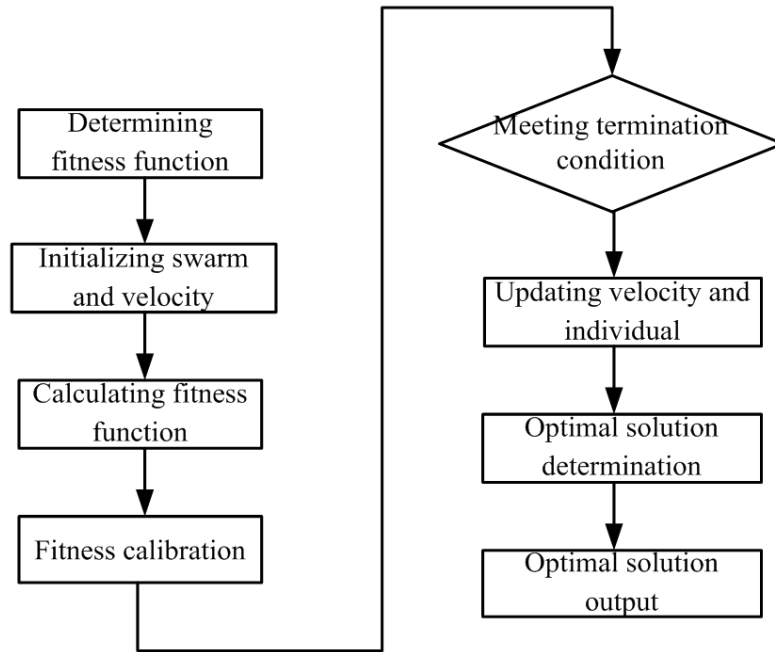 Determining
fitness function
Initializing swarm
and velocity
Calculating fitness
function
Fitness calibration
Meeting termination
condition
Updating velocity and
individual
Optimal solution
determination
Optimal solution
output